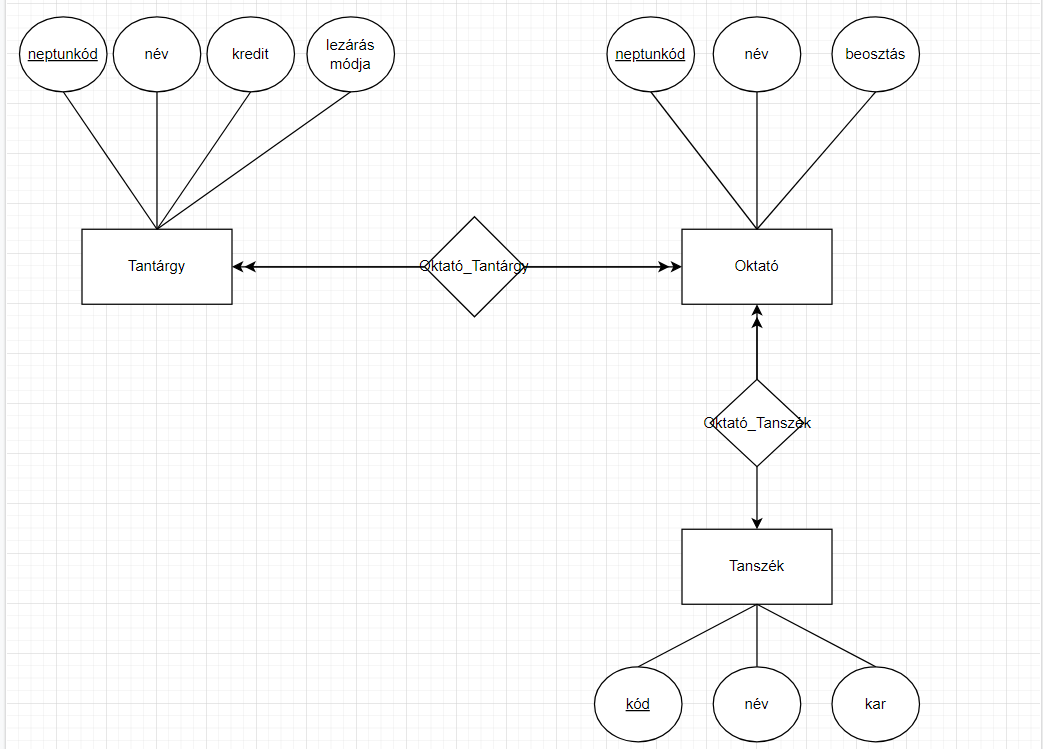 neptunkód
név
kredit
lezárás
módja
neptunkód
név
beosztás
Tantárgy
Oktató_Tantárgy
Oktató
Oktató_Tanszék
Tanszék
kód
név
kar